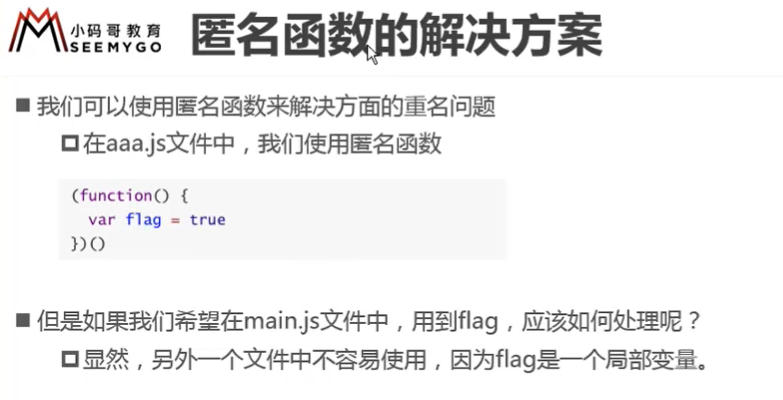 小码哥教育
SEEMYGO
匿名函数的解决方案
我们可以使用匿名函数来解决方面的重名问题
在aaa.js文件中，我们使用匿名函数
(function() {
var flag = true
})()
但是如果我们希望在main.js文件中，用到flag，应该如何处理呢？
显然，另外一个文件中不容易使用，因为flag是一个局部变量。